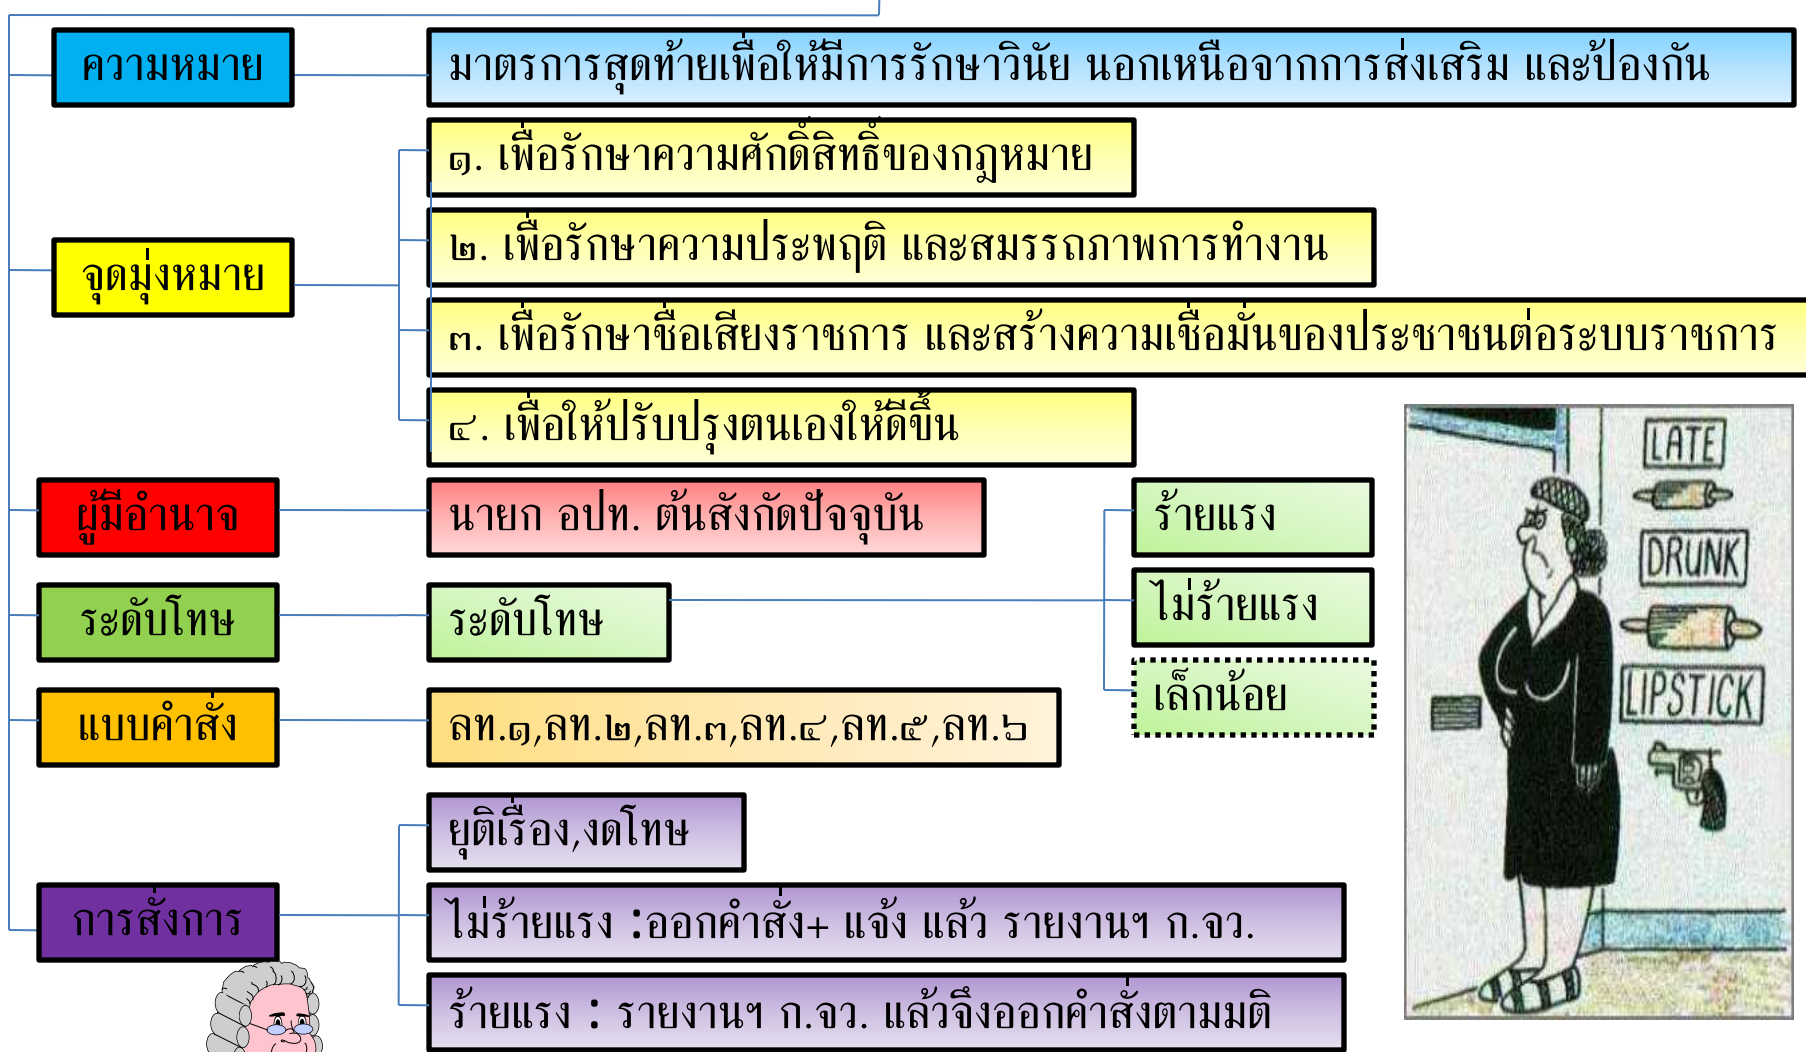 ความหมาย
มาตรการสุดท้ายเพื่อให้มีการรักษาวินัย นอกเหนือจากการส่งเสริม และป้องกัน
จุดมุ่งหมาย
๑. เพื่อรักษาความศักดิ์สิทธิ์ของกฎหมาย
๒. เพื่อรักษาความประพฤติ และสมรรถภาพการทำงาน
๓. เพื่อรักษาชื่อเสียงราชการ และสร้างความเชื่อมั่นของประชาชนต่อระบบราชการ
๔. เพื่อให้ปรับปรุงตนเองให้ดีขึ้น
ผู้มีอำนาจ
นายก อปท. ต้นสังกัดปัจจุบัน
ระดับโทษ
ระดับโทษ
ร้ายแรง
ไม่ร้ายแรง
เล็กน้อย
แบบคำสั่ง
ลท.๑,ลท.๒,ลท.๓,ลท.๔,ลท.๕,ลท.๖
การสั่งการ
ยุติเรื่อง,งดโทษ
ไม่ร้ายแรง :ออกคำสั่ง+ แจ้ง แล้ว รายงานฯ ก.จว.
ร้ายแรง : รายงานฯ ก.จว. แล้วจึงออกคำสั่งตามมติ
LATE
DRUNK
LIPSTICK